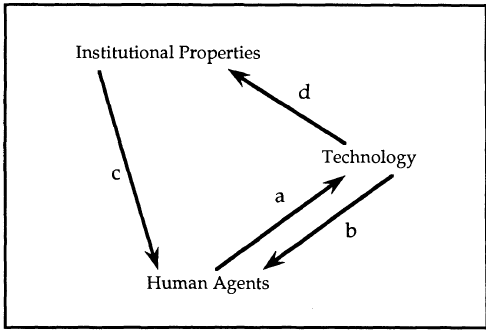 Institutional Properties
d
Technology
c
a
b
Human Agents